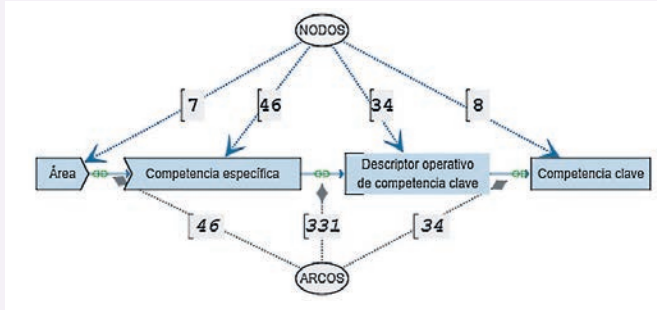 NODOS
[7
[46
[34
[8
Área
Competencia específica
Descriptor operativo
de competencia clave
Competencia clave
[46
[331
[34
ARCOS